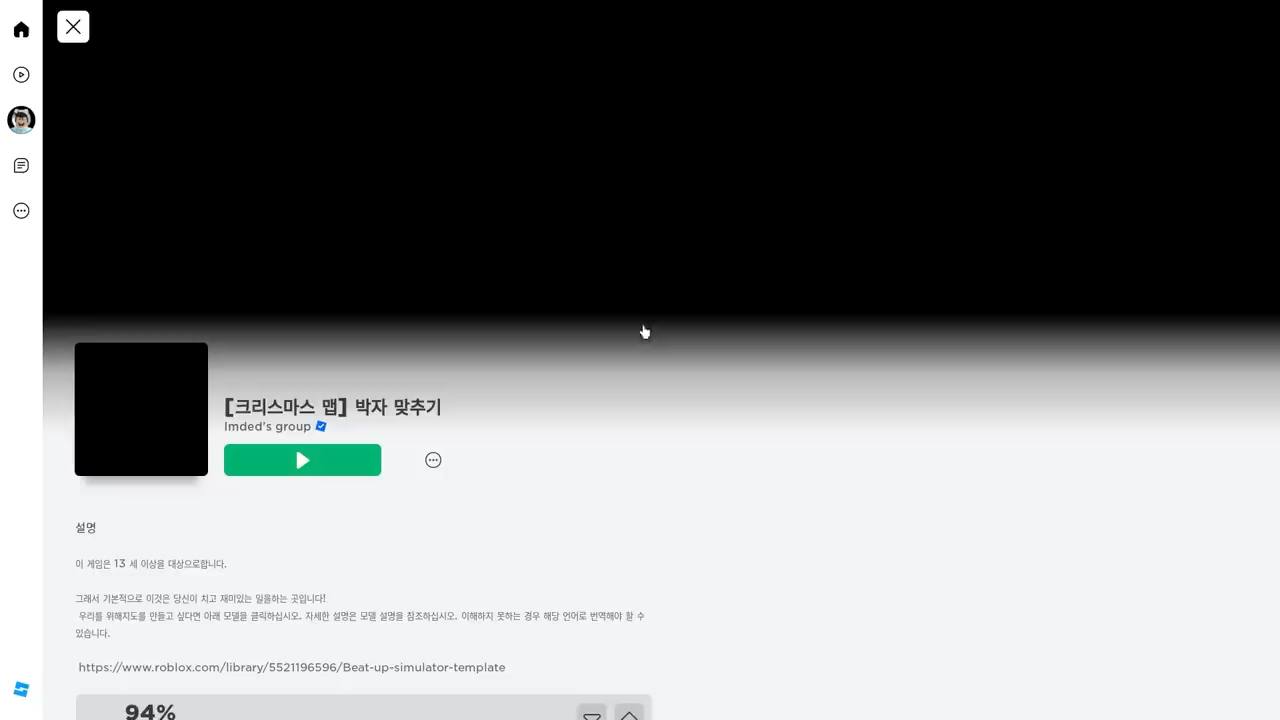 [크리스마스 맵] 박자 맞추기
Imded's group
설명
이 게임은 13 세 이상을 대상으로합니다.
그래서 기본적으로 이것은 당신이 치고 재미있는 일을하는 곳입니다!
우리를 위해지도를 만들고 싶다면 아래 모델을 클릭하십시오. 자세한 설명은 모델 설명을 참조하십시오. 이해하지 못하는 경우 해당 언어로 번역해야 할 수
있습니다.
https://www.roblox.com/library/5521196596/Beat-up-simulator-template
94%